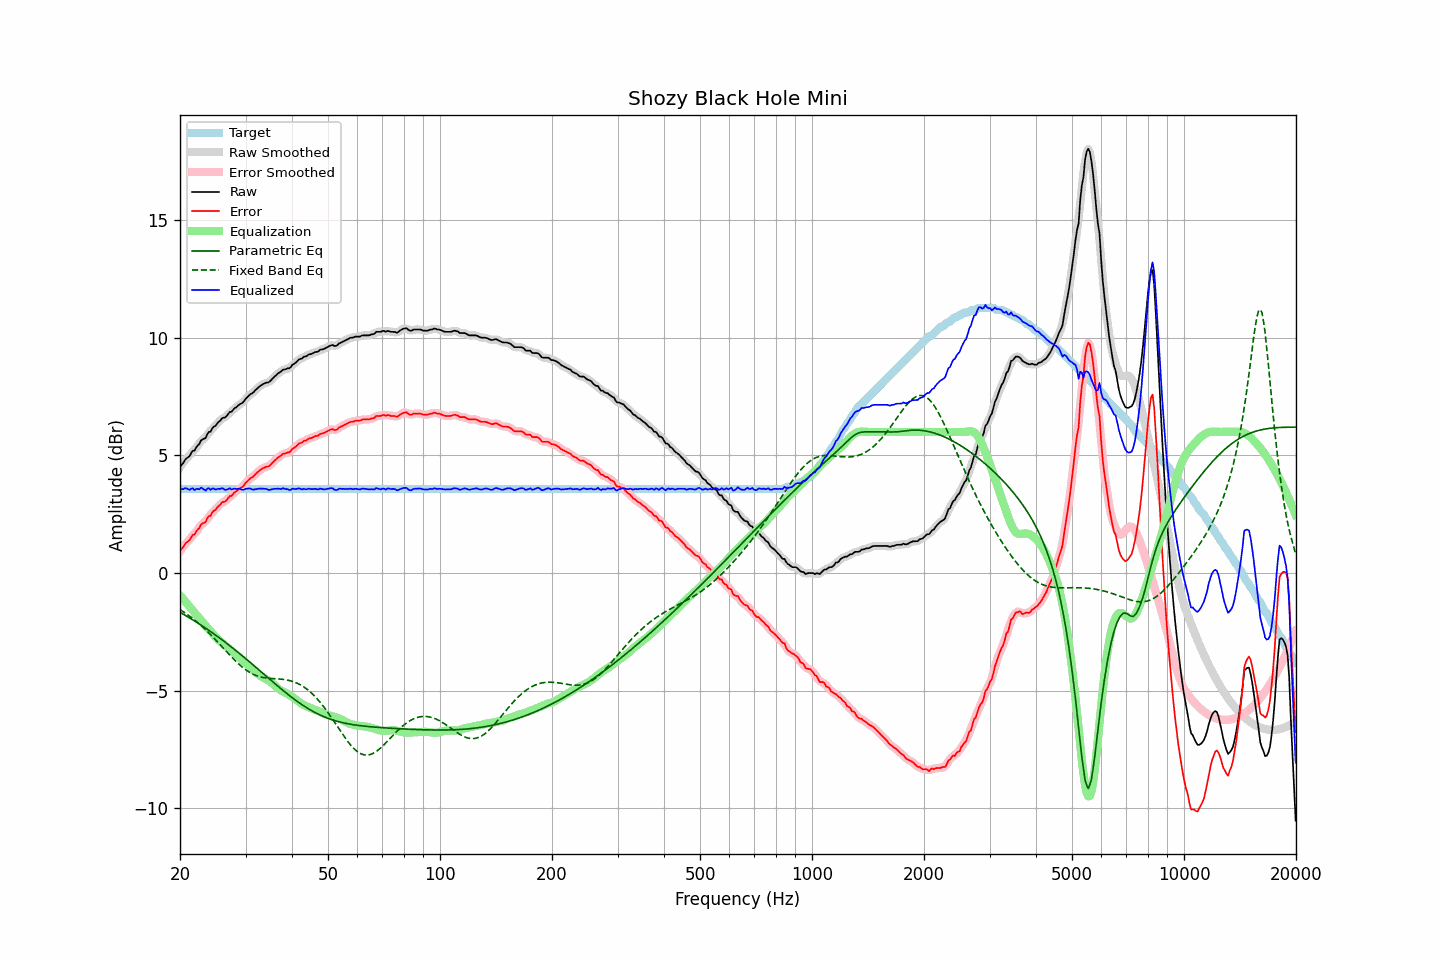 Shozy Black Hole Mini
Target
Raw Smoothed
Error Smoothed
Raw
Error
Equalization
Parametric Eq
Fixed Band Eq
Equalized
Amplitude (dBr)
15
10
5
0
−5
−10
20 50 100 200 500 1000 2000 5000 10000 20000
Frequency (Hz)